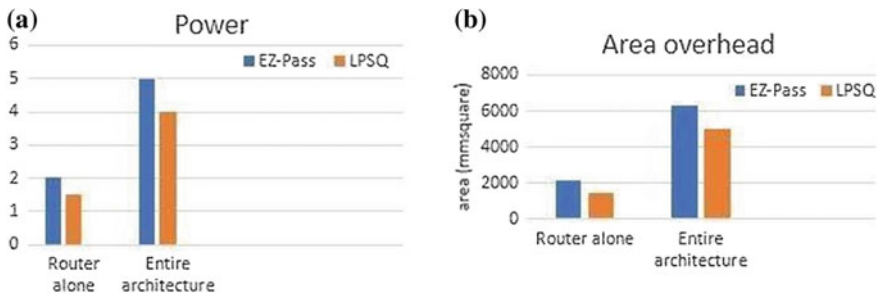 (a)
Power
6
5
4
3
2
1
0
EZ-Pass LPSQ
Router alone
Entire architecture
(b)
Area overhead
area (mmsquare)
8000
6000
4000
2000
0
EZ-Pass LPSQ
Router alone
Entire architecture